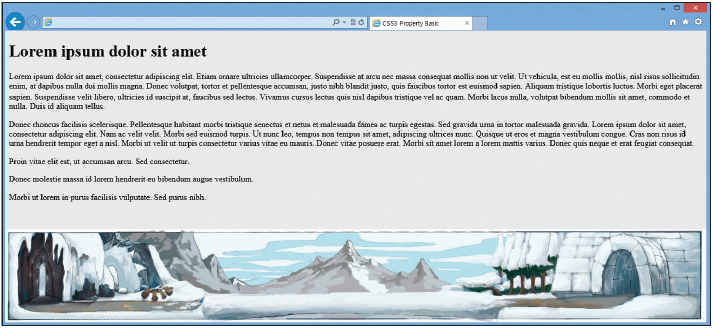 CSS3 Property Basic
Lorem ipsum dolor sit amet
Lorem ipsum dolor sit amet, consectetur adipiscing elit. Etiam ornare ultricies ullamcorper. Suspendisse at arcu nec massa consequat mollis non ut velit. Ut vehicula, est eu mollis mollis, nisl risus sollicitudin
enim, at dapibus nulla dui mollis magna. Donec volutpat, tortor et pellentesque accumsan, justo nibh blandit justo, quis faucibus tortor est euismod sapien. Aliquam tristique lobortis luctus. Morbi eget placerat
sapien. Suspendisse velit libero, ultricies id suscipit at, faucibus sed lectus. Vivamus cursus lectus quis nisl dapibus tristique vel ac quam. Morbi lacus nulla, volutpat bibendum mollis sit amet, commodo et
nulla. Duis id aliquam tellus.
Donec rhoncus facilisis scelerisque. Pellentesque habitant morbi tristique senectus et netus et malesuada fames ac turpis egestas. Sed gravida urna in tortor malesuada gravida. Lorem ipsum dolor sit amet,
consectetur adipiscing elit. Nam ac velit velit. Morbi sed euismod turpis. Ut nunc leo, tempus non tempus sit amet, adipiscing ultrices nunc. Quisque ut eros et magna vestibulum congue. Cras non risus id
urna hendrerit tempor eget a nisl. Morbi ut velit ut turpis consectetur varius vitae eu mauris. Donec vitae posuere erat. Morbi sit amet lorem a lorem mattis varius. Donec quis neque et erat feugiat consequat.
Proin vitae elit est, ut accumsan arcu. Sed consectetur.
Donec molestie massa id lorem hendrerit eu bibendum augue vestibulum.
Morbi ut lorem in purus facilisis vulputate. Sed purus nibh.